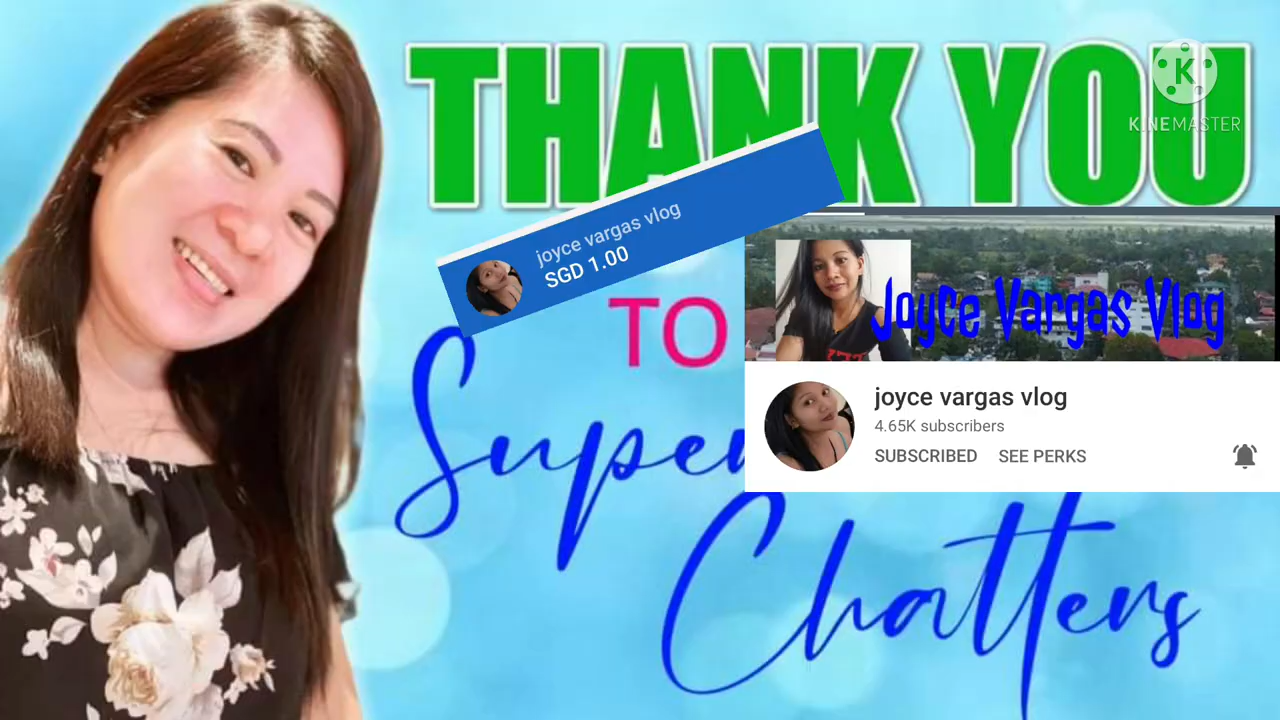 THANK YOU
KINEMASTER
joyce vargas vlog
SGD 1.00
TO
Super
Chatters
Joyce Vargas Vlog
joyce vargas vlog
4.65K subscribers
SUBSCRIBED SEE PERKS